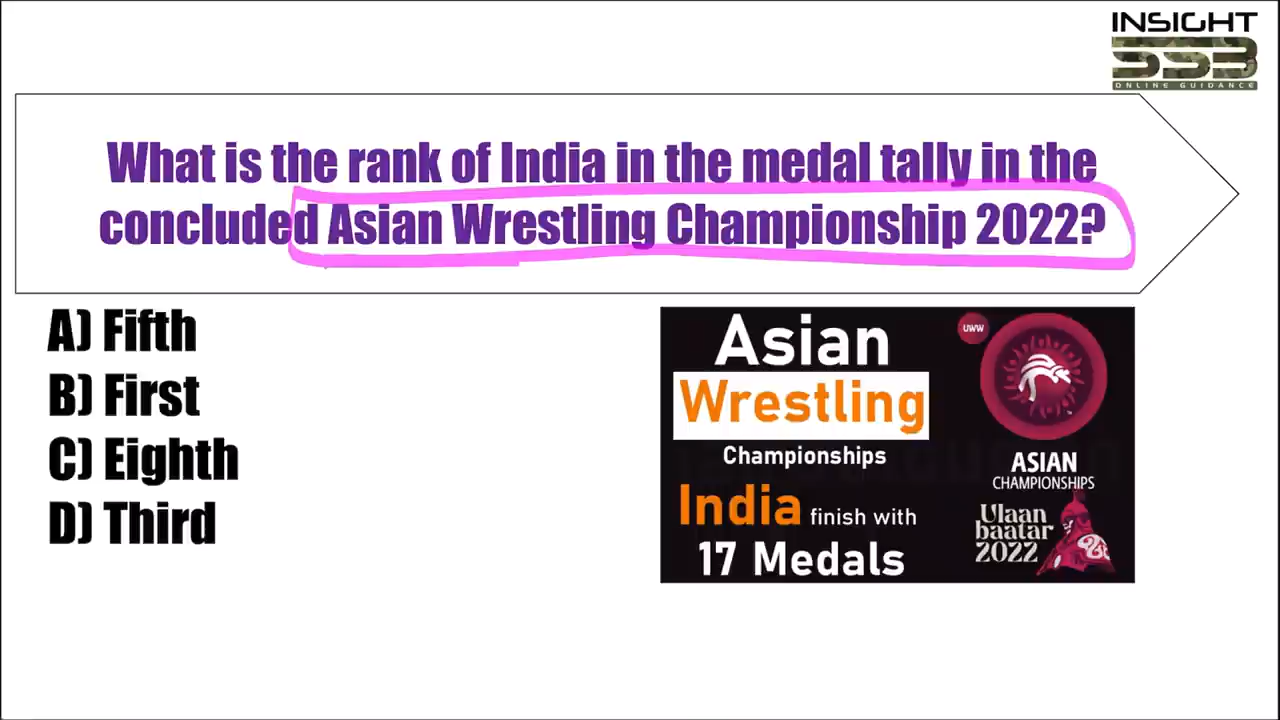 INSIGHT
SSB
ONLINE GUIDANCE
What is the rank of India in the medal tally in the
concluded Asian Wrestling Championship 2022?
A) Fifth
B) First
C) Eighth
D) Third
Asian
Wrestling
Championships
India finish with
17 Medals
UWW
ASIAN
CHAMPIONSHIPS
Ulaan
baatar
2022